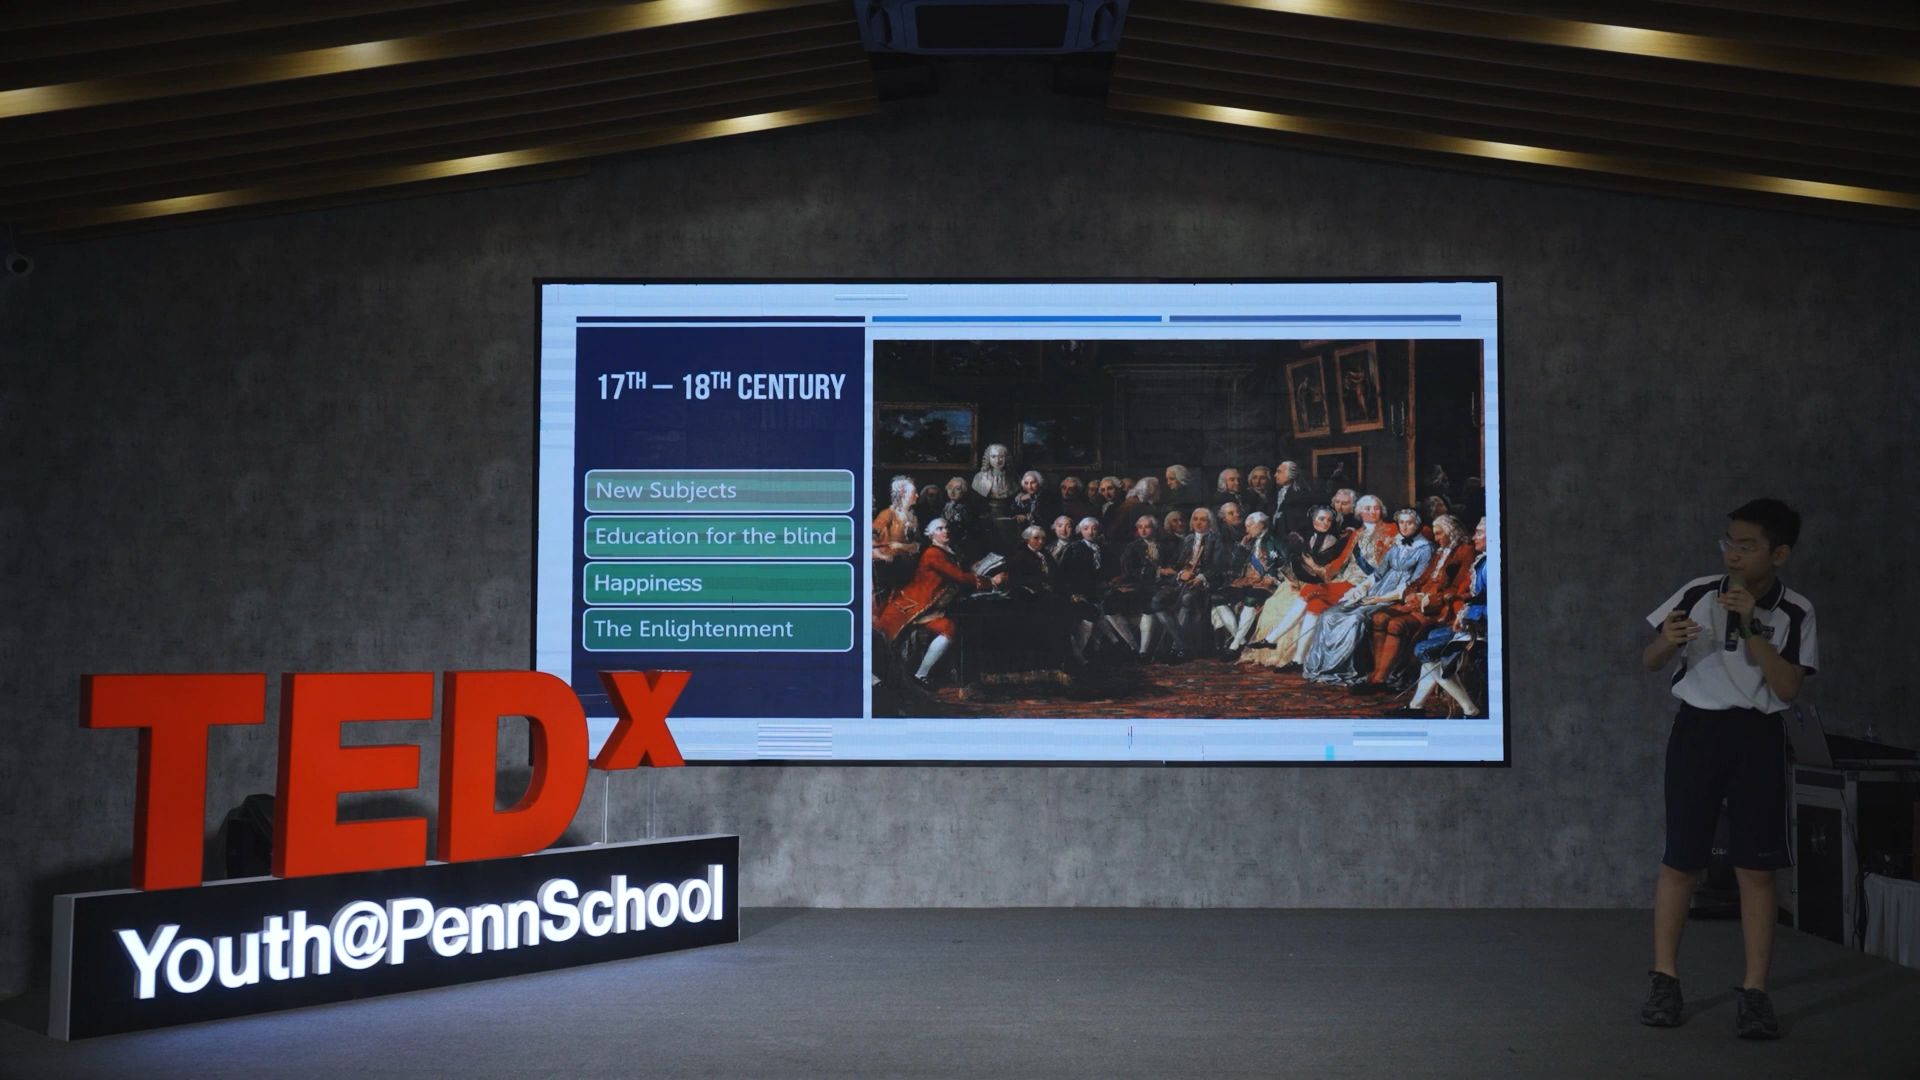 17TH – 18TH CENTURY
New Subjects
Education for the blind
Happiness
The Enlightenment
TEDx
Youth@PennSchool